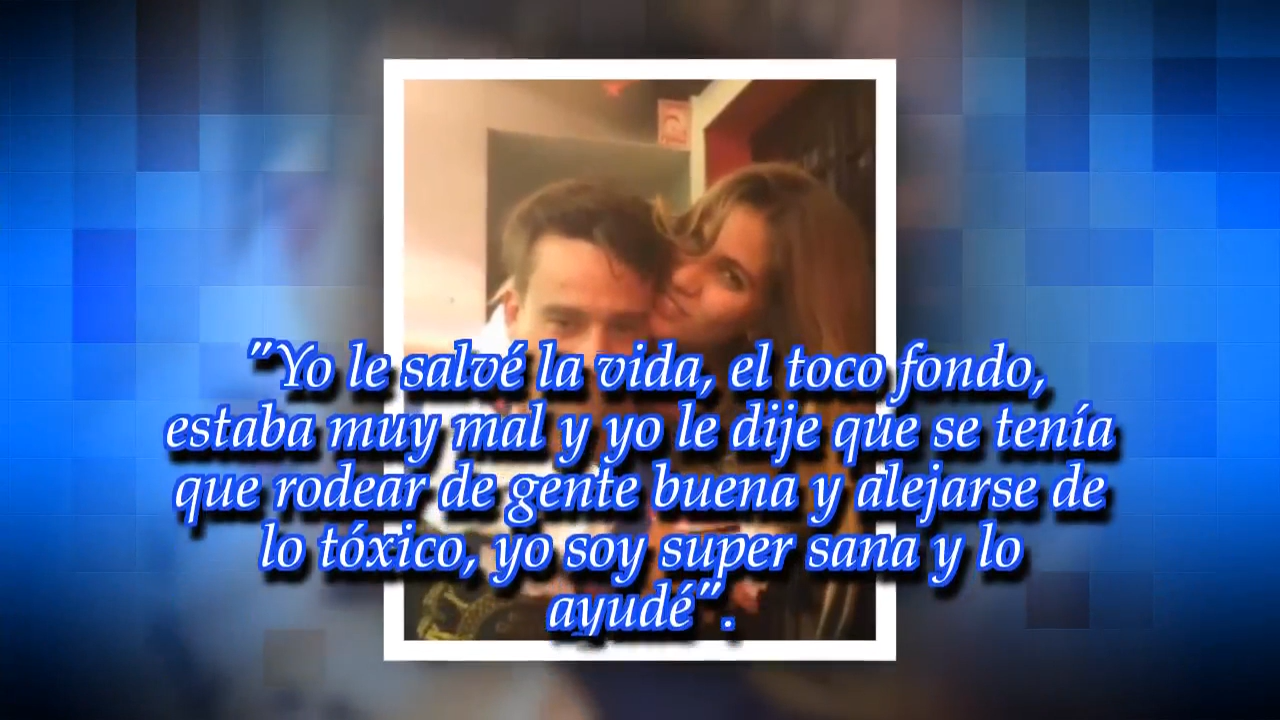 "Yo le salvé la vida, el toco fondo,
estaba muy mal y yo le dije que se tenía
que rodear de gente buena y alejarse de
lo tóxico, yo soy super sana y lo
ayudé".